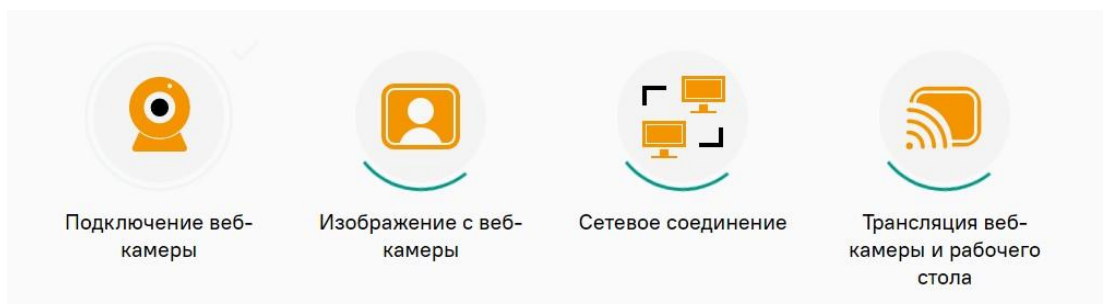 Подключение веб-
камеры
Изображение с веб-
камеры
Сетевое соединение
Трансляция веб-
камеры и рабочего
стола